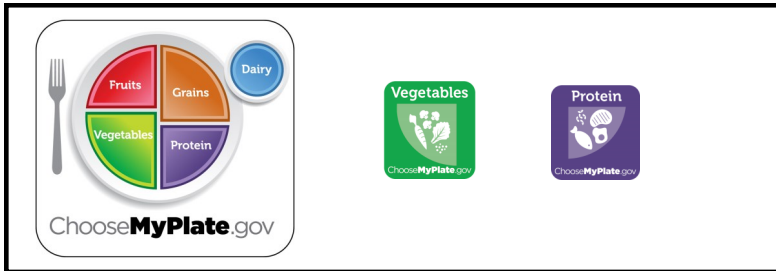 Dairy
Fruits
Grains
Vegetables
Protein
ChooseMyPlate.gov
Vegetables
ChooseMyPlate.gov
Protein
ChooseMyPlate.gov